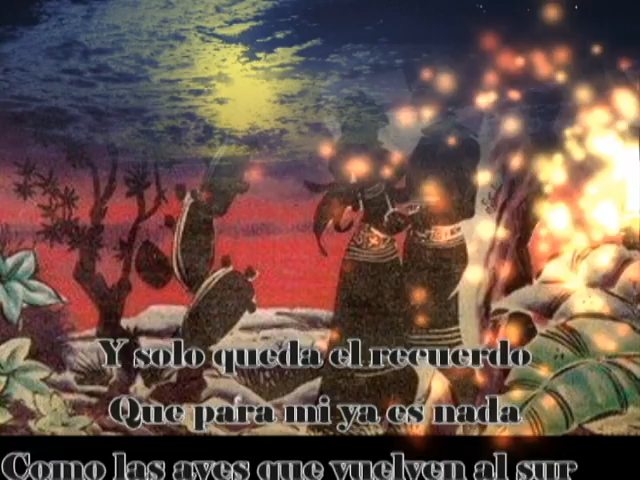 Y solo queda el recuerdo
Que para mi ya es nada
Como las aves que vuelven al sur